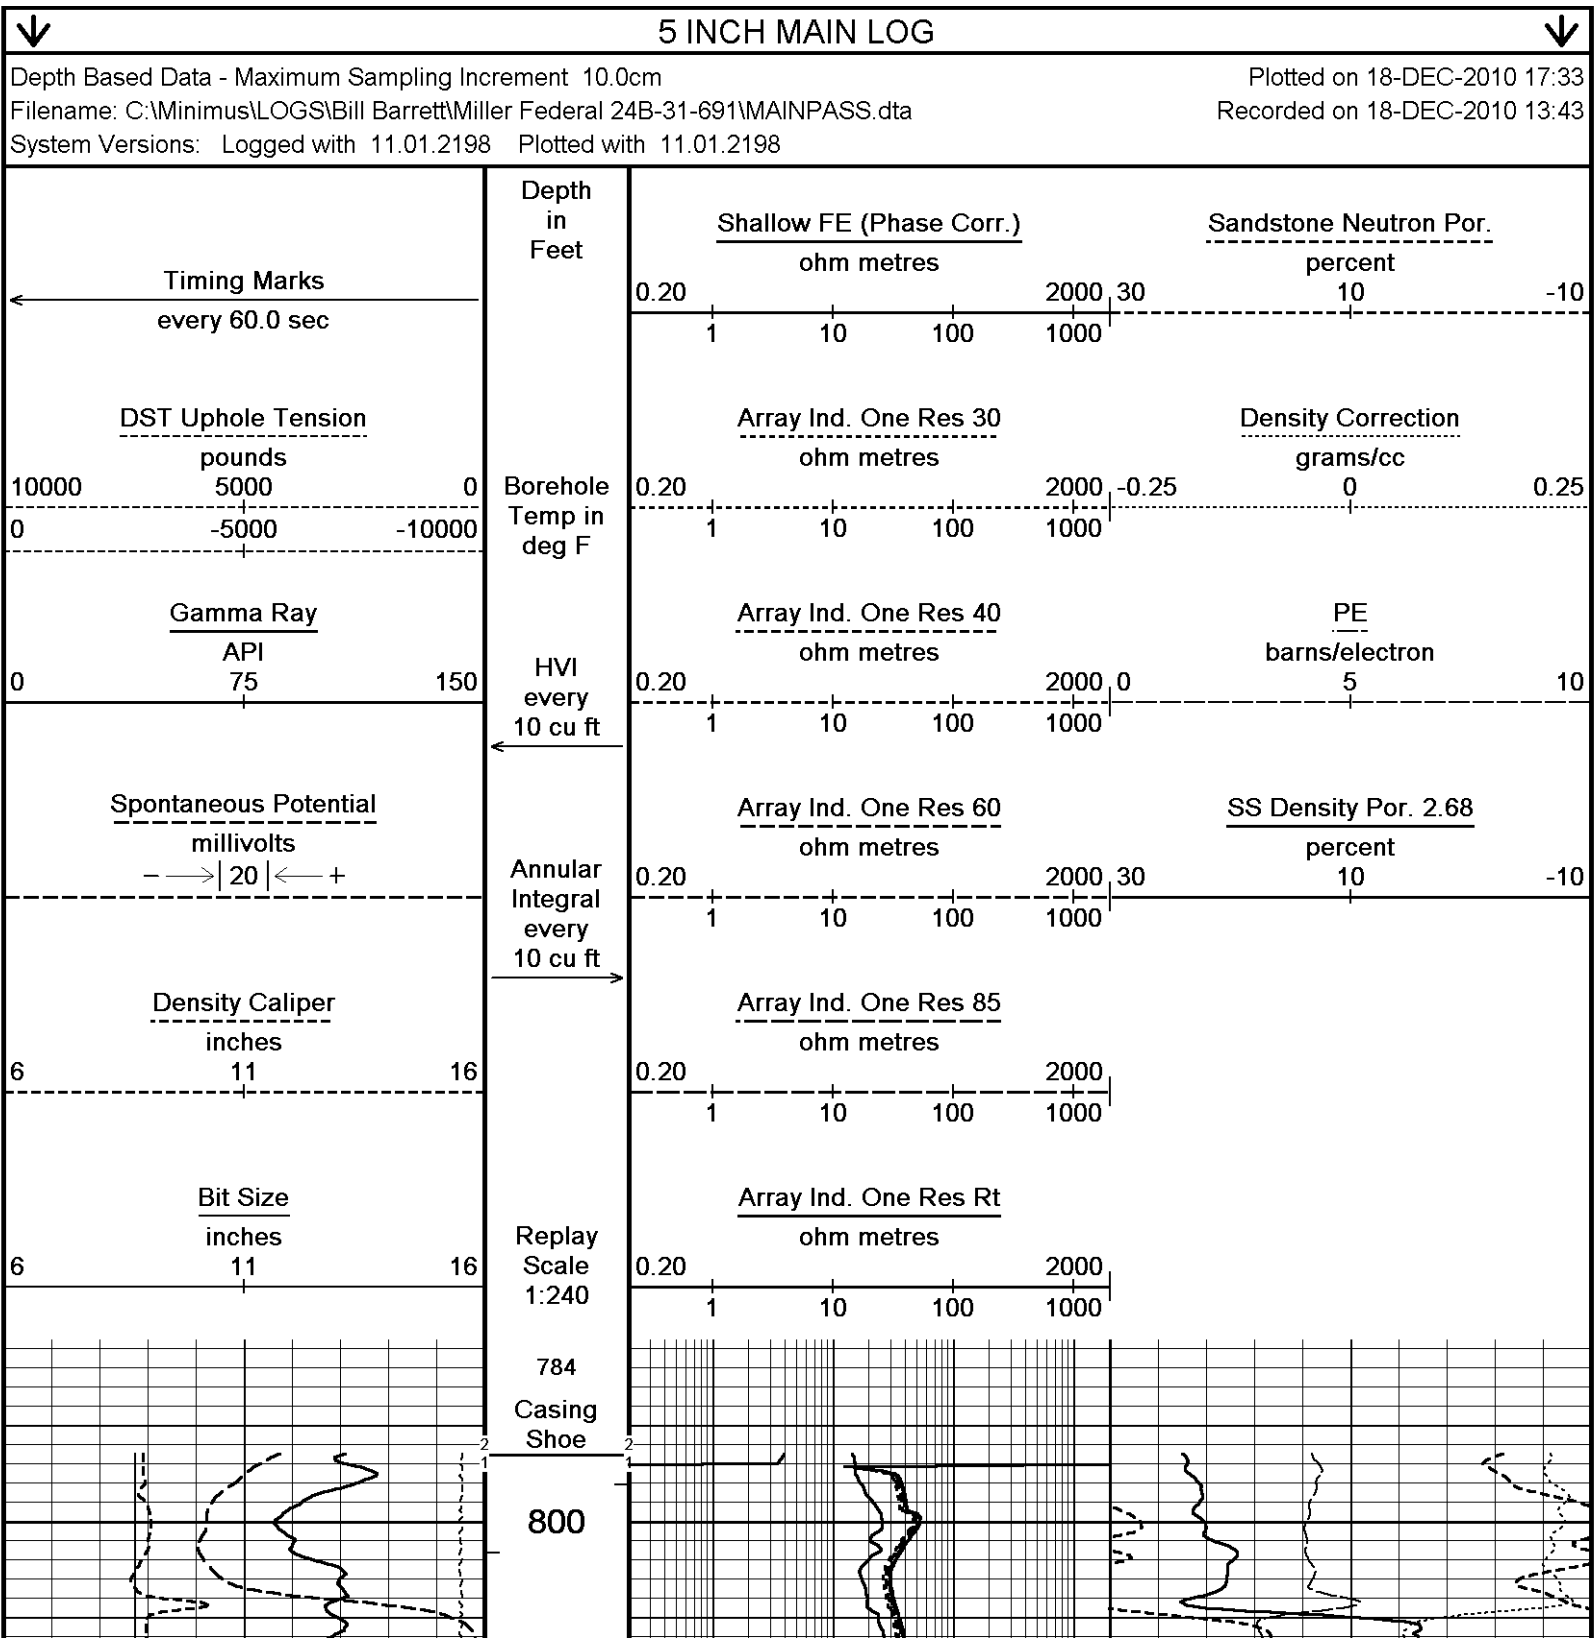 5 INCH MAIN LOG
Depth Based Data - Maximum Sampling Increment 10.0cm
Plotted on 18-DEC-2010 17:33
Filename: C:\Minimus\LOGS\Bill Barrett\Miller Federal 24B-31-691\MAINPASS.dta
Recorded on 18-DEC-2010 13:43
System Versions: Logged with 11.01.2198 Plotted with 11.01.2198
Timing Marks
every 60.0 sec
DST Uphole Tension
pounds
10000 5000 0
0 -5000 -10000
Gamma Ray
API
0 75 150
Spontaneous Potential
millivolts
− 20 +
Density Caliper
inches
6 11 16
Bit Size
inches
6 11 16
Depth
in
Feet
Borehole
Temp in
deg F
HVI
every
10 cu ft
Annular
Integral
every
10 cu ft
Replay
Scale
1:240
784
Casing
Shoe
2 2
1 1
800
Shallow FE (Phase Corr.)
ohm metres
0.20 2000
1 10 100 1000
Array Ind. One Res 30
ohm metres
0.20 2000
1 10 100 1000
Array Ind. One Res 40
ohm metres
0.20 2000
1 10 100 1000
Array Ind. One Res 60
ohm metres
0.20 2000
1 10 100 1000
Array Ind. One Res 85
ohm metres
0.20 2000
1 10 100 1000
Array Ind. One Res Rt
ohm metres
0.20 2000
1 10 100 1000
Sandstone Neutron Por.
percent
30 10 -10
Density Correction
grams/cc
-0.25 0 0.25
PE
barns/electron
0 5 10
SS Density Por. 2.68
percent
30 10 -10